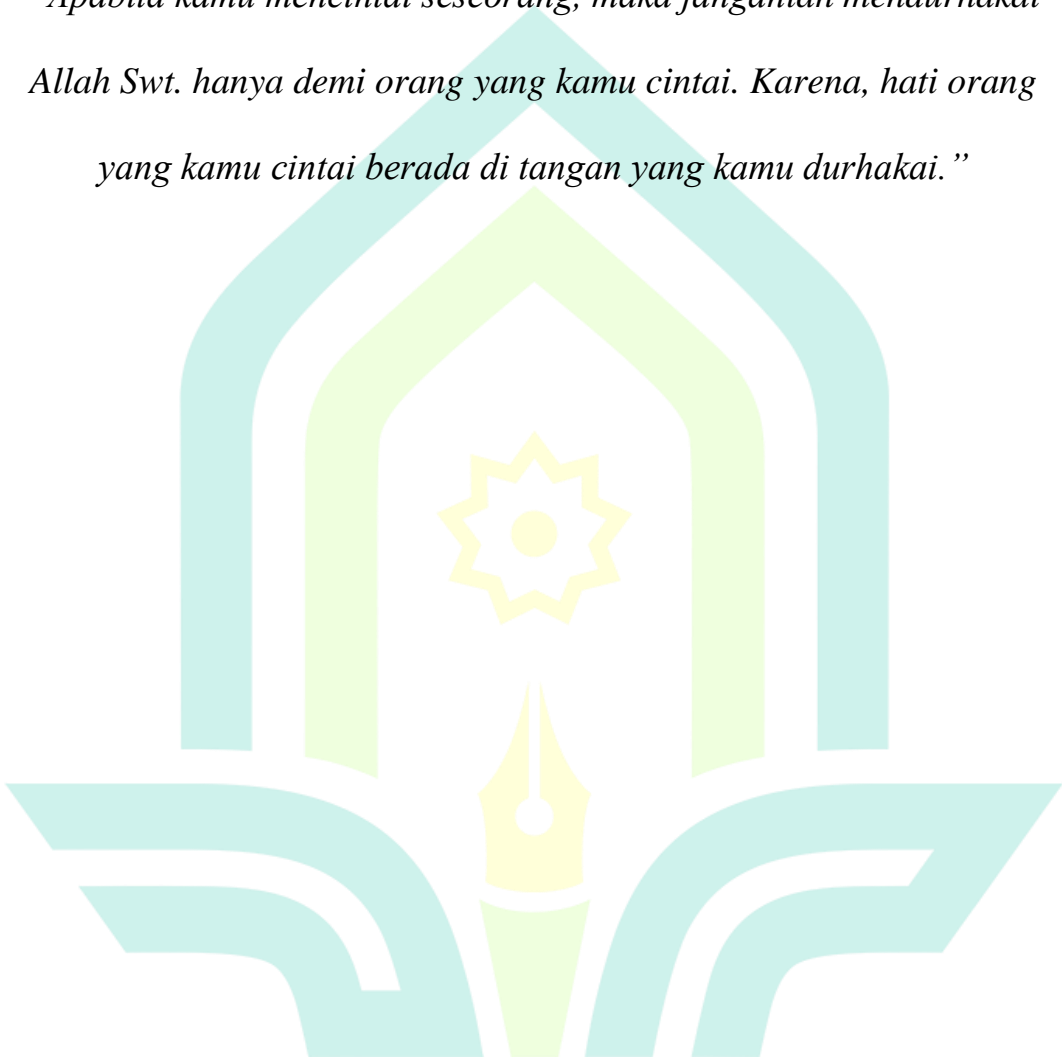 Apabila kamu mencintai seseorang, maka janganlah mendurhakai
Allah Swt. hanya demi orang yang kamu cintai. Karena, hati orang
yang kamu cintai berada di tangan yang kamu durhakai.”